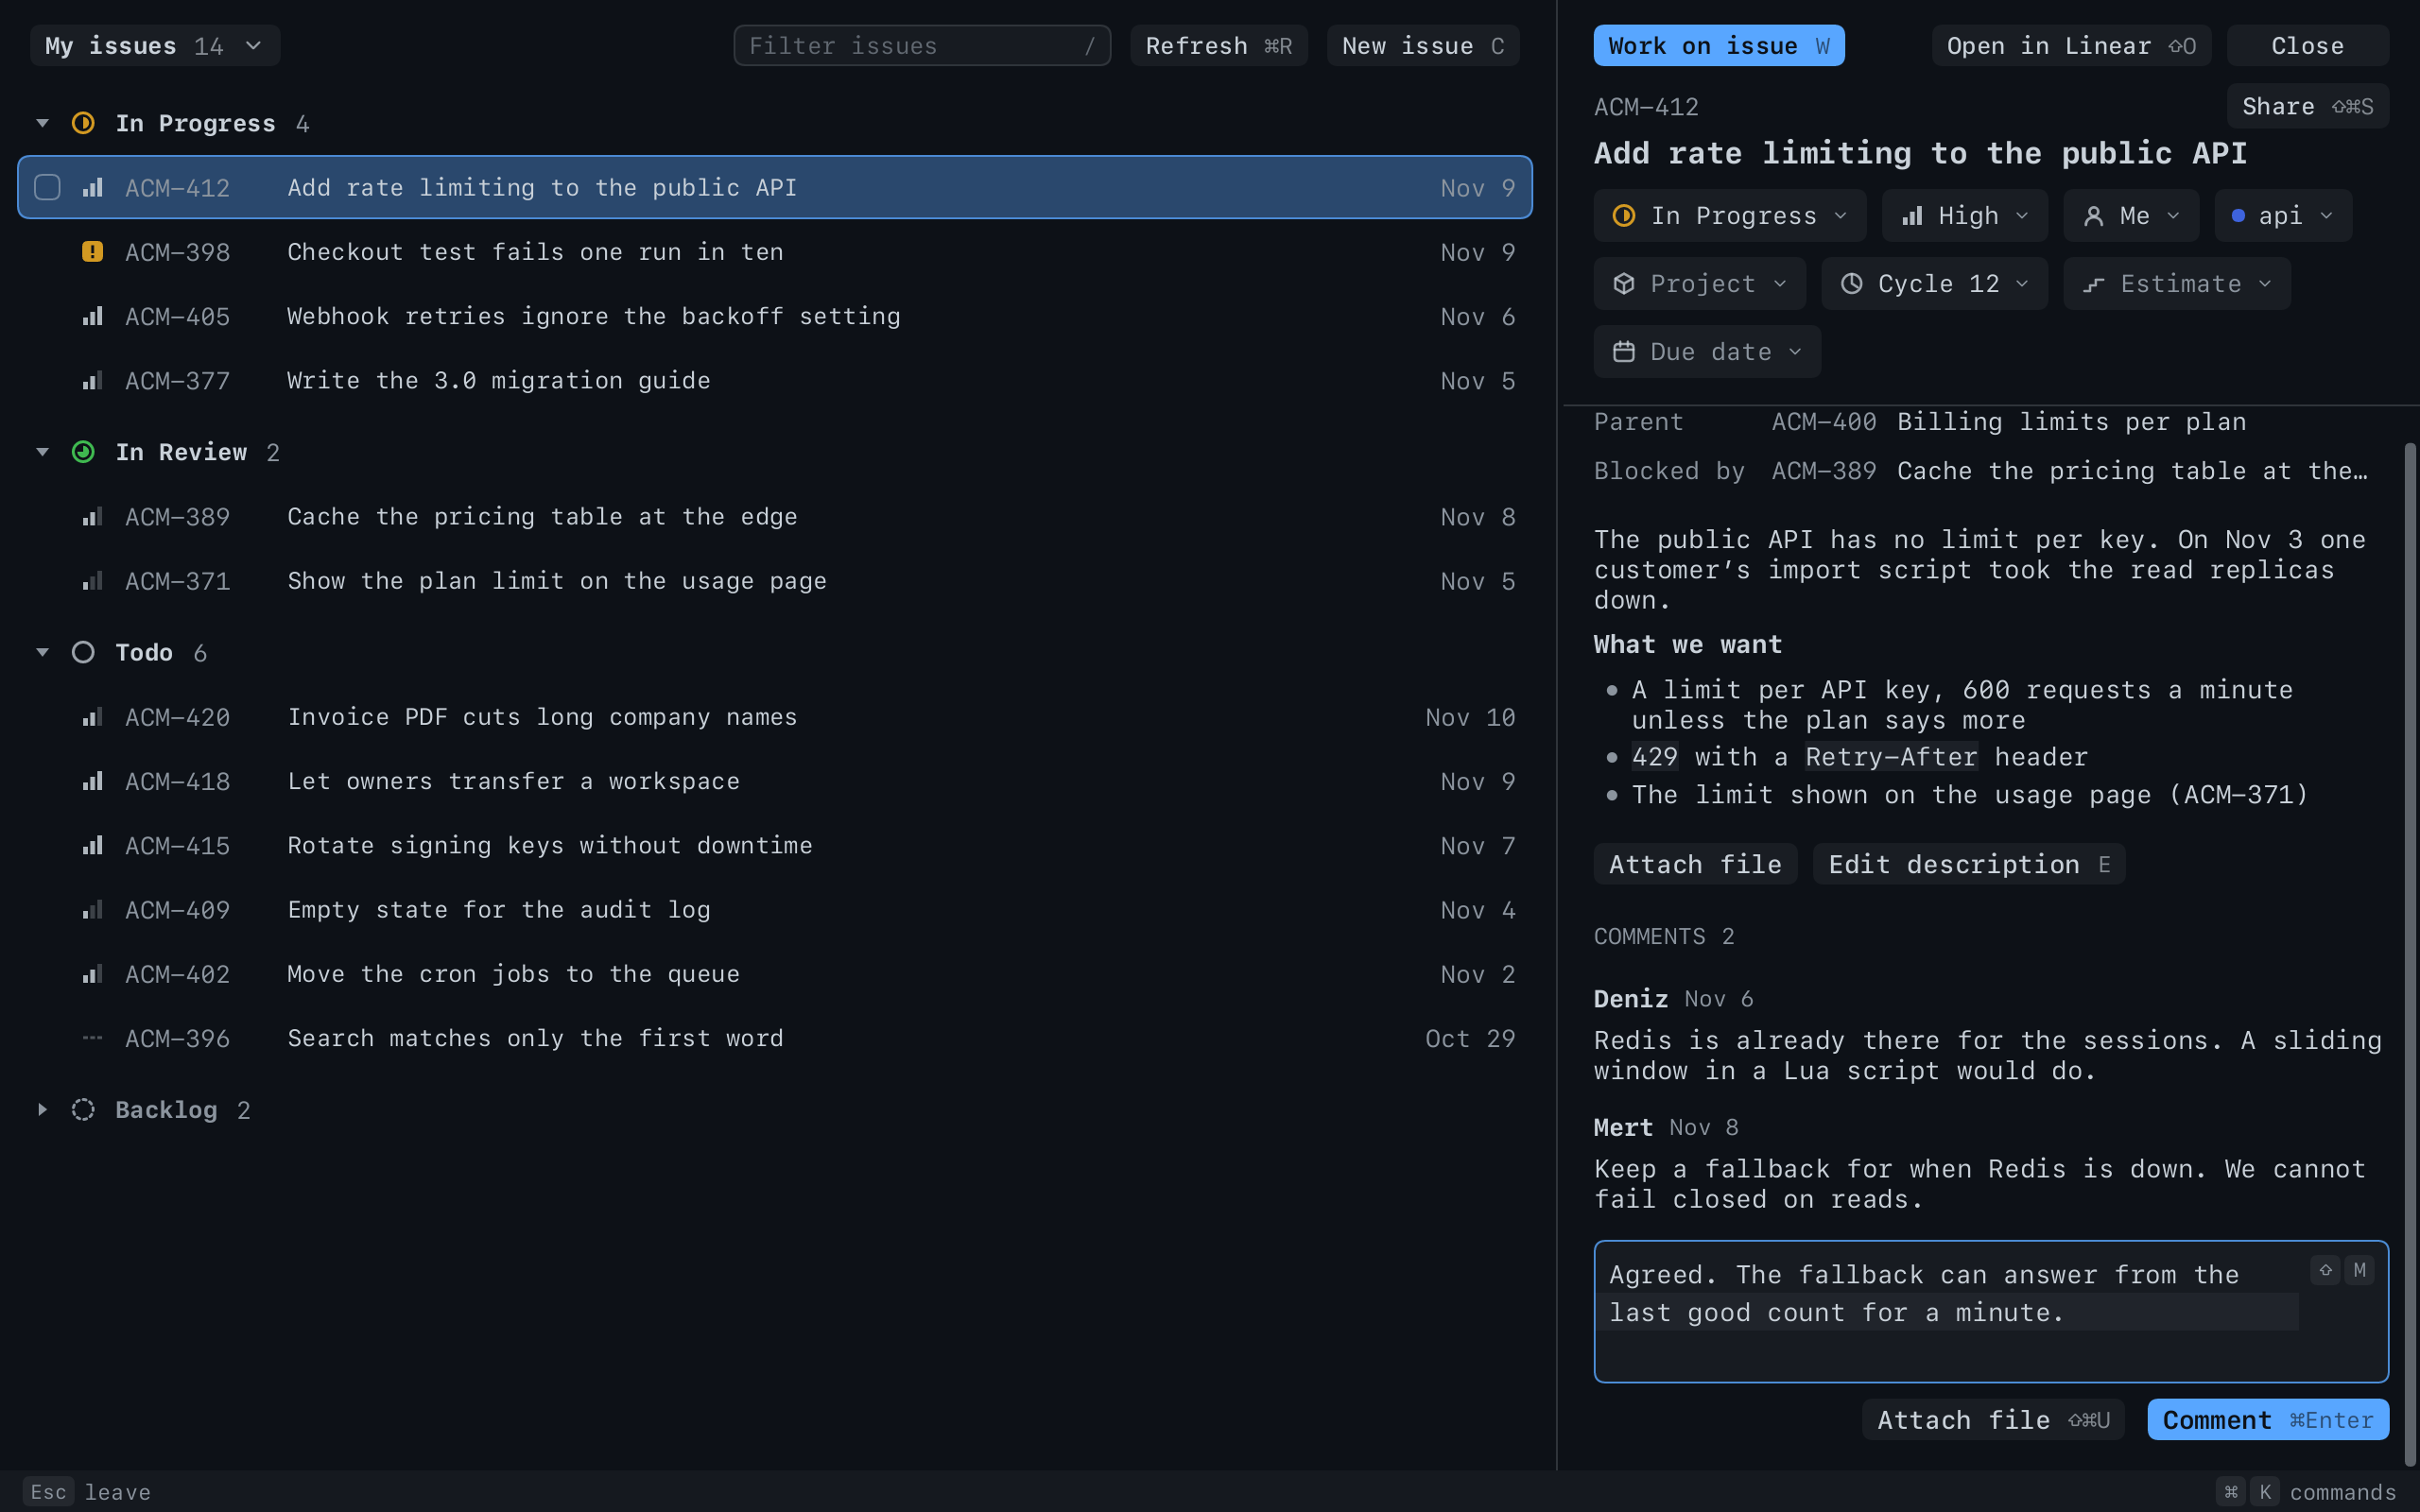 My issues 14
Filter issues /
Refresh ⌘R
New issue C
In Progress 4
ACM-412 Add rate limiting to the public API Nov 9
ACM-398 Checkout test fails one run in ten Nov 9
ACM-405 Webhook retries ignore the backoff setting Nov 6
ACM-377 Write the 3.0 migration guide Nov 5
In Review 2
ACM-389 Cache the pricing table at the edge Nov 8
ACM-371 Show the plan limit on the usage page Nov 5
Todo 6
ACM-420 Invoice PDF cuts long company names Nov 10
ACM-418 Let owners transfer a workspace Nov 9
ACM-415 Rotate signing keys without downtime Nov 7
ACM-409 Empty state for the audit log Nov 4
ACM-402 Move the cron jobs to the queue Nov 2
ACM-396 Search matches only the first word Oct 29
Backlog 2
Work on issue W
Open in Linear ⇧O
Close
ACM-412
Share ⇧⌘S
Add rate limiting to the public API
In Progress
High
Me
api
Project
Cycle 12
Estimate
Due date
Parent ACM-400 Billing limits per plan
Blocked by ACM-389 Cache the pricing table at the…
The public API has no limit per key. On Nov 3 one
customer’s import script took the read replicas
down.
What we want
A limit per API key, 600 requests a minute
unless the plan says more
429 with a Retry-After header
The limit shown on the usage page (ACM-371)
Attach file
Edit description E
COMMENTS 2
Deniz Nov 6
Redis is already there for the sessions. A sliding
window in a Lua script would do.
Mert Nov 8
Keep a fallback for when Redis is down. We cannot
fail closed on reads.
Agreed. The fallback can answer from the
last good count for a minute.
⇧ M
Attach file ⇧⌘U
Comment ⌘Enter
Esc leave
⌘ K commands